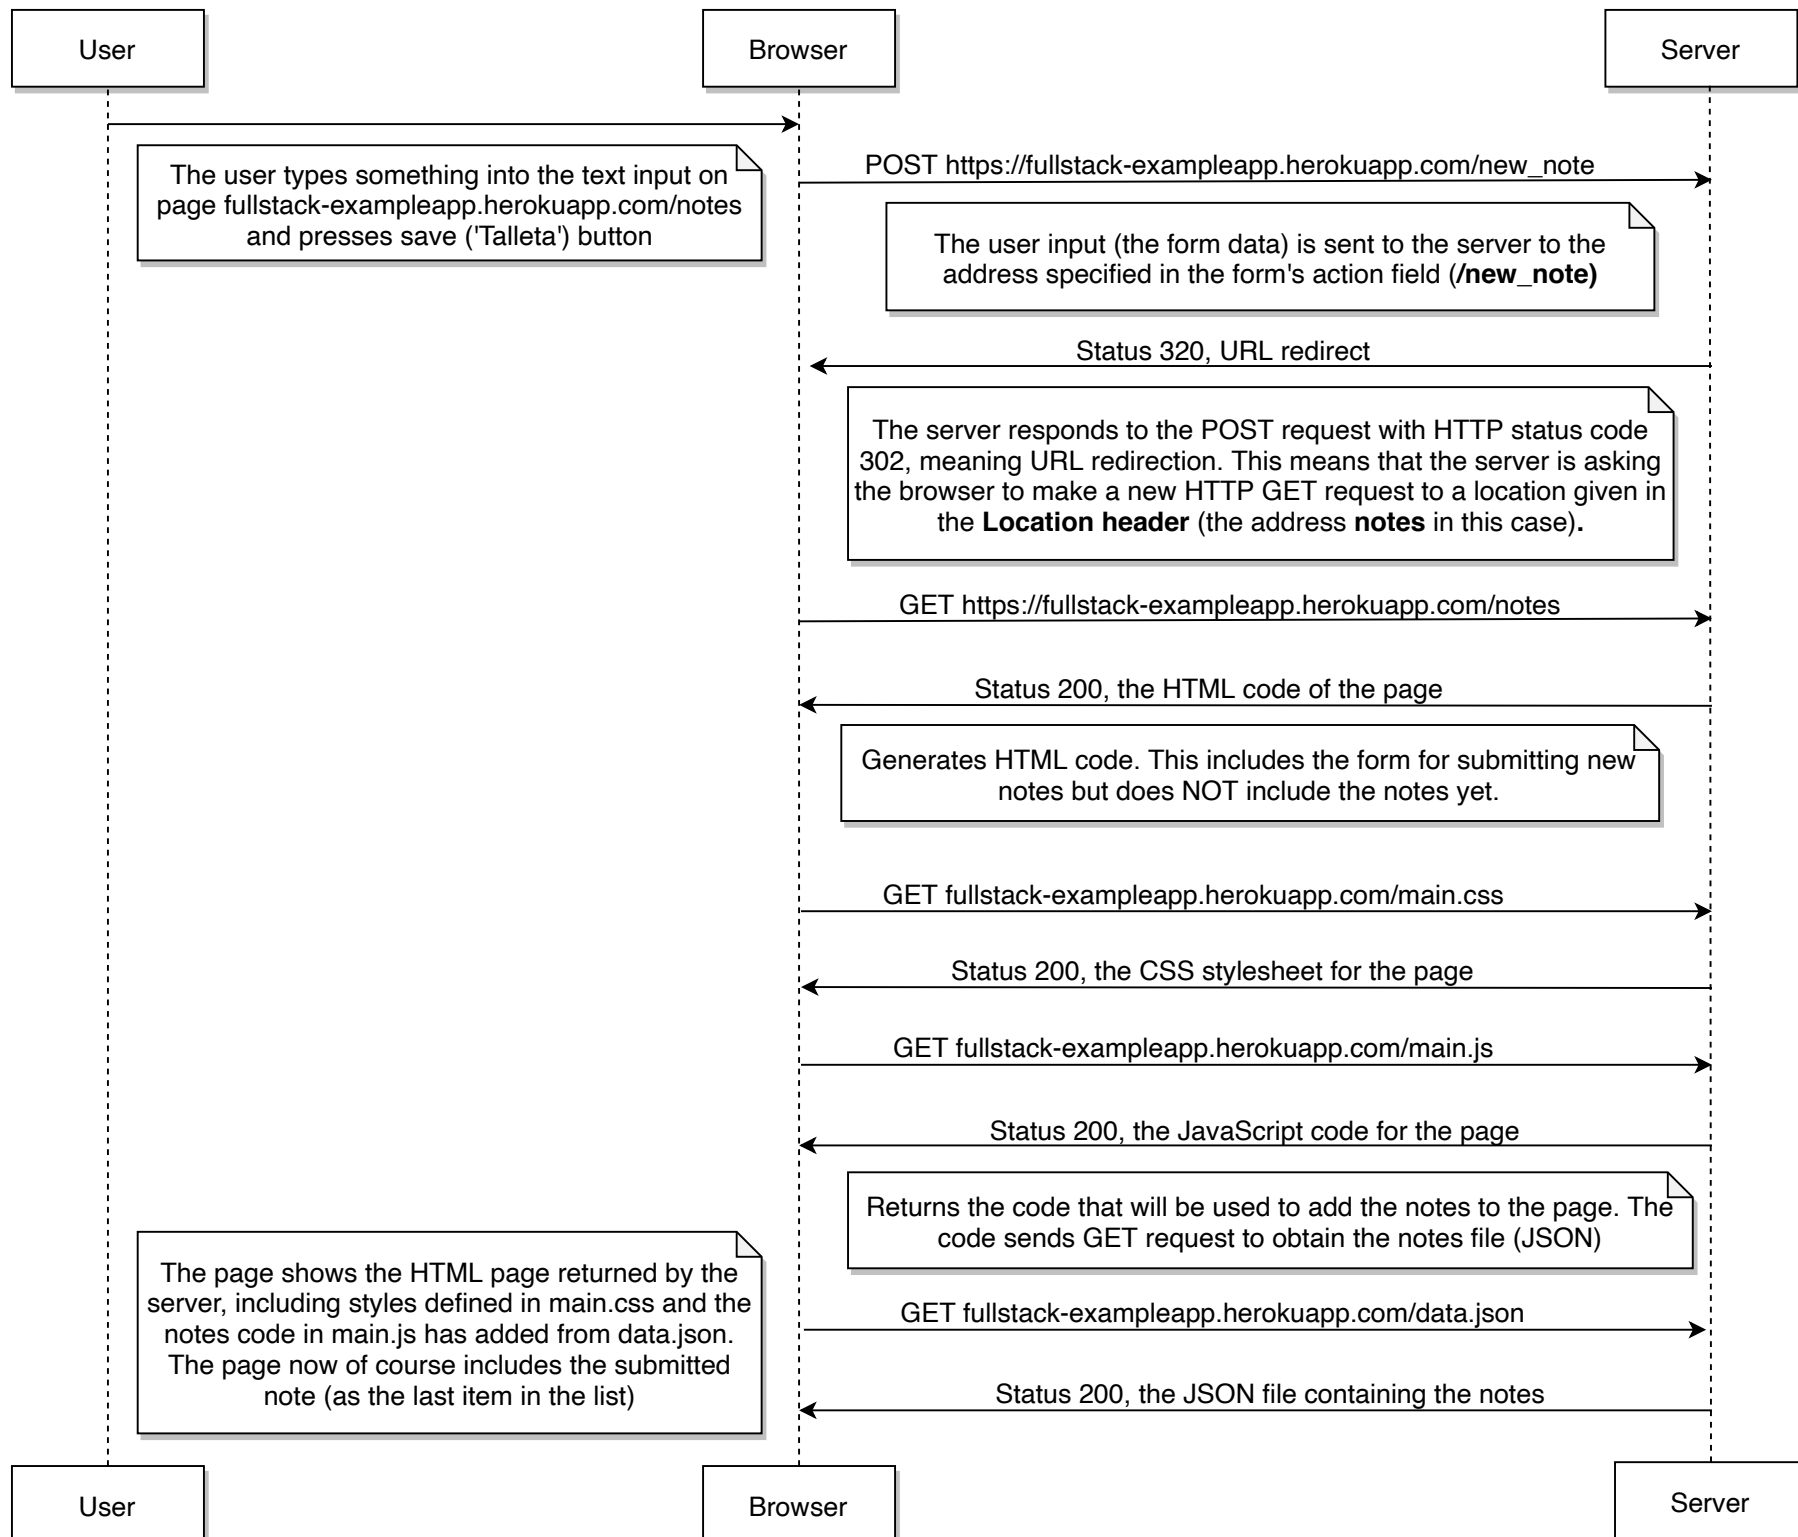 User
Browser
Server
The user types something into the text input on
page fullstack-exampleapp.herokuapp.com/notes
and presses save ('Talleta') button
POST https://fullstack-exampleapp.herokuapp.com/new_note
The user input (the form data) is sent to the server to the
address specified in the form's action field (/new_note)
Status 320, URL redirect
The server responds to the POST request with HTTP status code
302, meaning URL redirection. This means that the server is asking
the browser to make a new HTTP GET request to a location given in
the Location header (the address notes in this case).
GET https://fullstack-exampleapp.herokuapp.com/notes
Status 200, the HTML code of the page
Generates HTML code. This includes the form for submitting new
notes but does NOT include the notes yet.
GET fullstack-exampleapp.herokuapp.com/main.css
Status 200, the CSS stylesheet for the page
GET fullstack-exampleapp.herokuapp.com/main.js
Status 200, the JavaScript code for the page
Returns the code that will be used to add the notes to the page. The
code sends GET request to obtain the notes file (JSON)
The page shows the HTML page returned by the
server, including styles defined in main.css and the
notes code in main.js has added from data.json.
The page now of course includes the submitted
note (as the last item in the list)
GET fullstack-exampleapp.herokuapp.com/data.json
Status 200, the JSON file containing the notes
User
Browser
Server